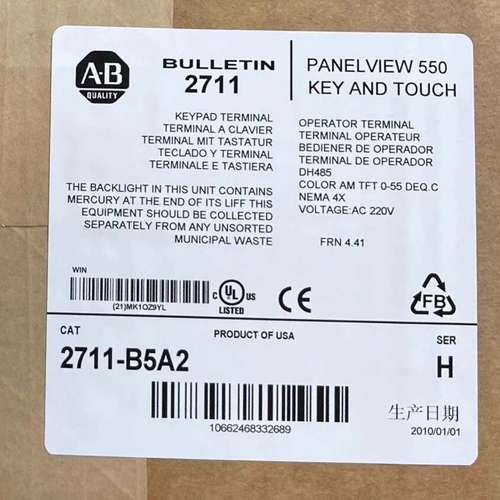 A·B
QUALITY
BULLETIN
2711
PANELVIEW 550
KEY AND TOUCH
KEYPAD TERMINAL
TERMINAL A CLAVIER
TERMINAL MIT TASTATUR
TECLADO Y TERMINAL
TERMINALE E TASTIERA
THE BACKLIGHT IN THIS UNIT CONTAINS
MERCURY AT THE END OF ITS LIFF THIS
EQUIPMENT SHOULD BE COLLECTED
SEPARATELY FROM ANY UNSORTED
MUNICIPAL WASTE
OPERATOR TERMINAL
TERMINAL OPERATEUR
BEDIENER DE OPERADOR
TERMINAL DE OPERADOR
DH485
COLOR AM TFT 0-55 DEQ.C
NEMA 4X
VOLTAGE:AC 220V
FRN 4.41
WIN
{21}MK1OZ9YL
C UL US
LISTED
CE
FB
CAT
PRODUCT OF USA
SER
2711-B5A2
H
10662468332689
生产日期
2010/01/01